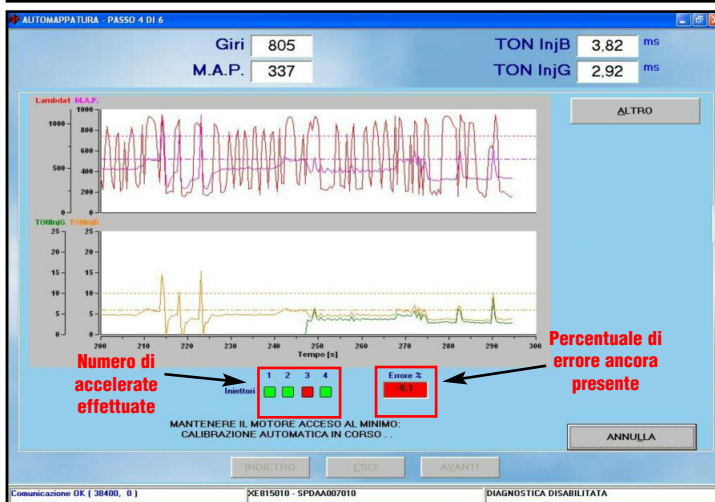 AUTOMAPPATURA - PASSO 4 DI 6
Giri 805
TON InjB 3,82 ms
M.A.P. 337
TON InjG 2,92 ms
ALTRO
Lambda1 M.A.P.
1000
1000
800
600
500
400
200
0
0
TONInjG TONInjB
25 25
20 20
15 15
10 10
5 5
0 0
200 210 220 230 240 250 260 270 280 290 300
Tempo [s]
Numero di
accelerate
effettuate
Iniettori
1 2 3 4
Errore %
-8,1
Percentuale di
errore ancora
presente
MANTENERE IL MOTORE ACCESO AL MINIMO:
CALIBRAZIONE AUTOMATICA IN CORSO . .
ANNULLA
INDIETRO ESCI AVANTI
Comunicazione OK ( 38400, 0 )
XE815010 - SPDAA007010
DIAGNOSTICA DISABILITATA